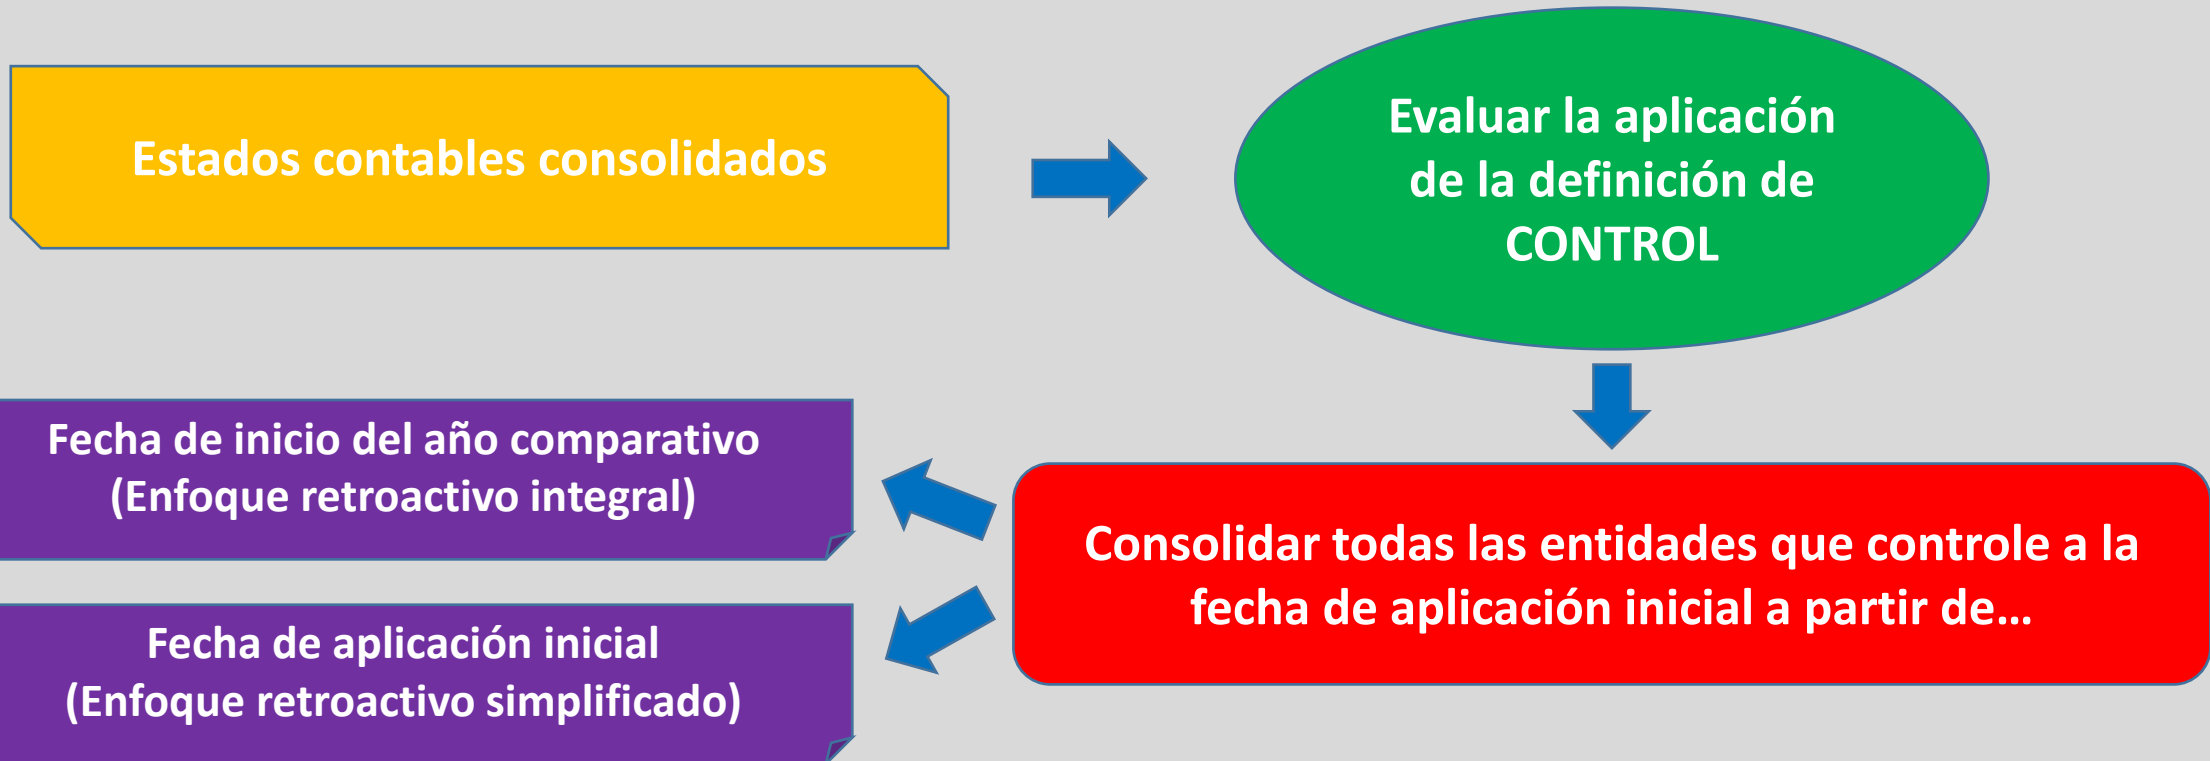 Estados contables consolidados
Evaluar la aplicación
de la definición de
CONTROL
Fecha de inicio del año comparativo
(Enfoque retroactivo integral)
Consolidar todas las entidades que controle a la
fecha de aplicación inicial a partir de...
Fecha de aplicación inicial
(Enfoque retroactivo simplificado)